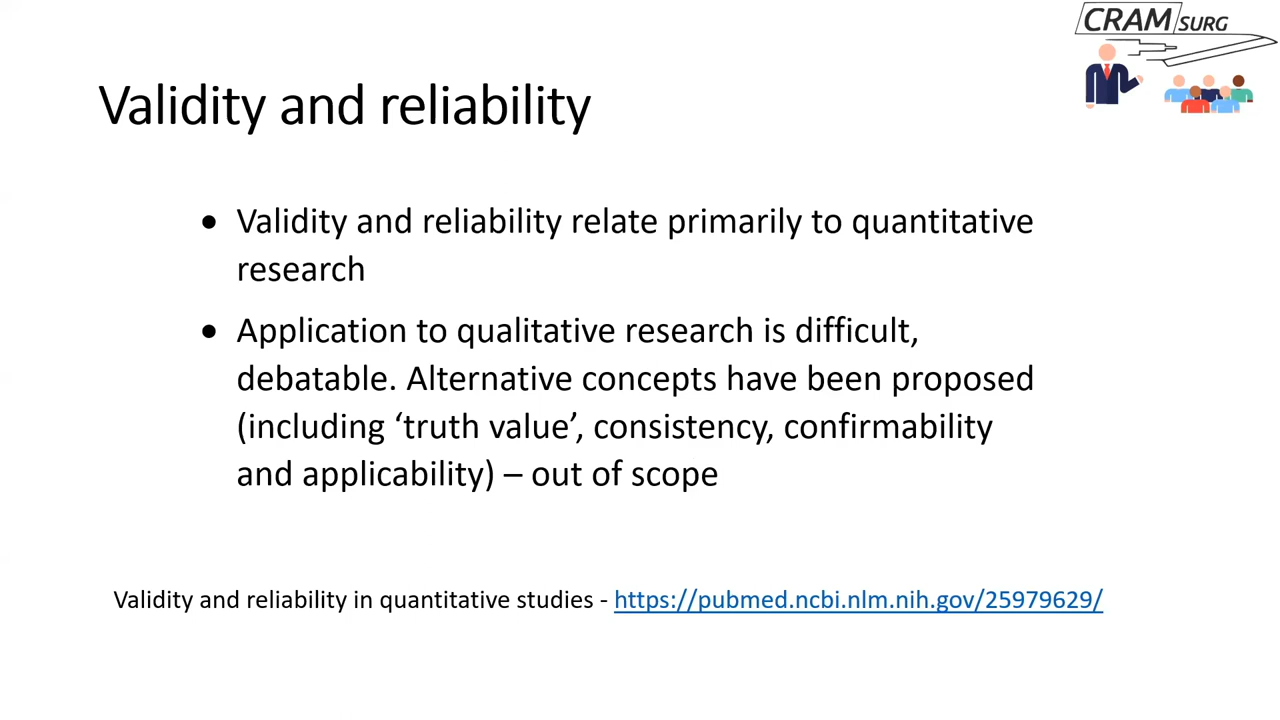 CRAM SURG
Validity and reliability
• Validity and reliability relate primarily to quantitative
research
• Application to qualitative research is difficult,
debatable. Alternative concepts have been proposed
(including ‘truth value’, consistency, confirmability
and applicability) – out of scope
Validity and reliability in quantitative studies - https://pubmed.ncbi.nlm.nih.gov/25979629/